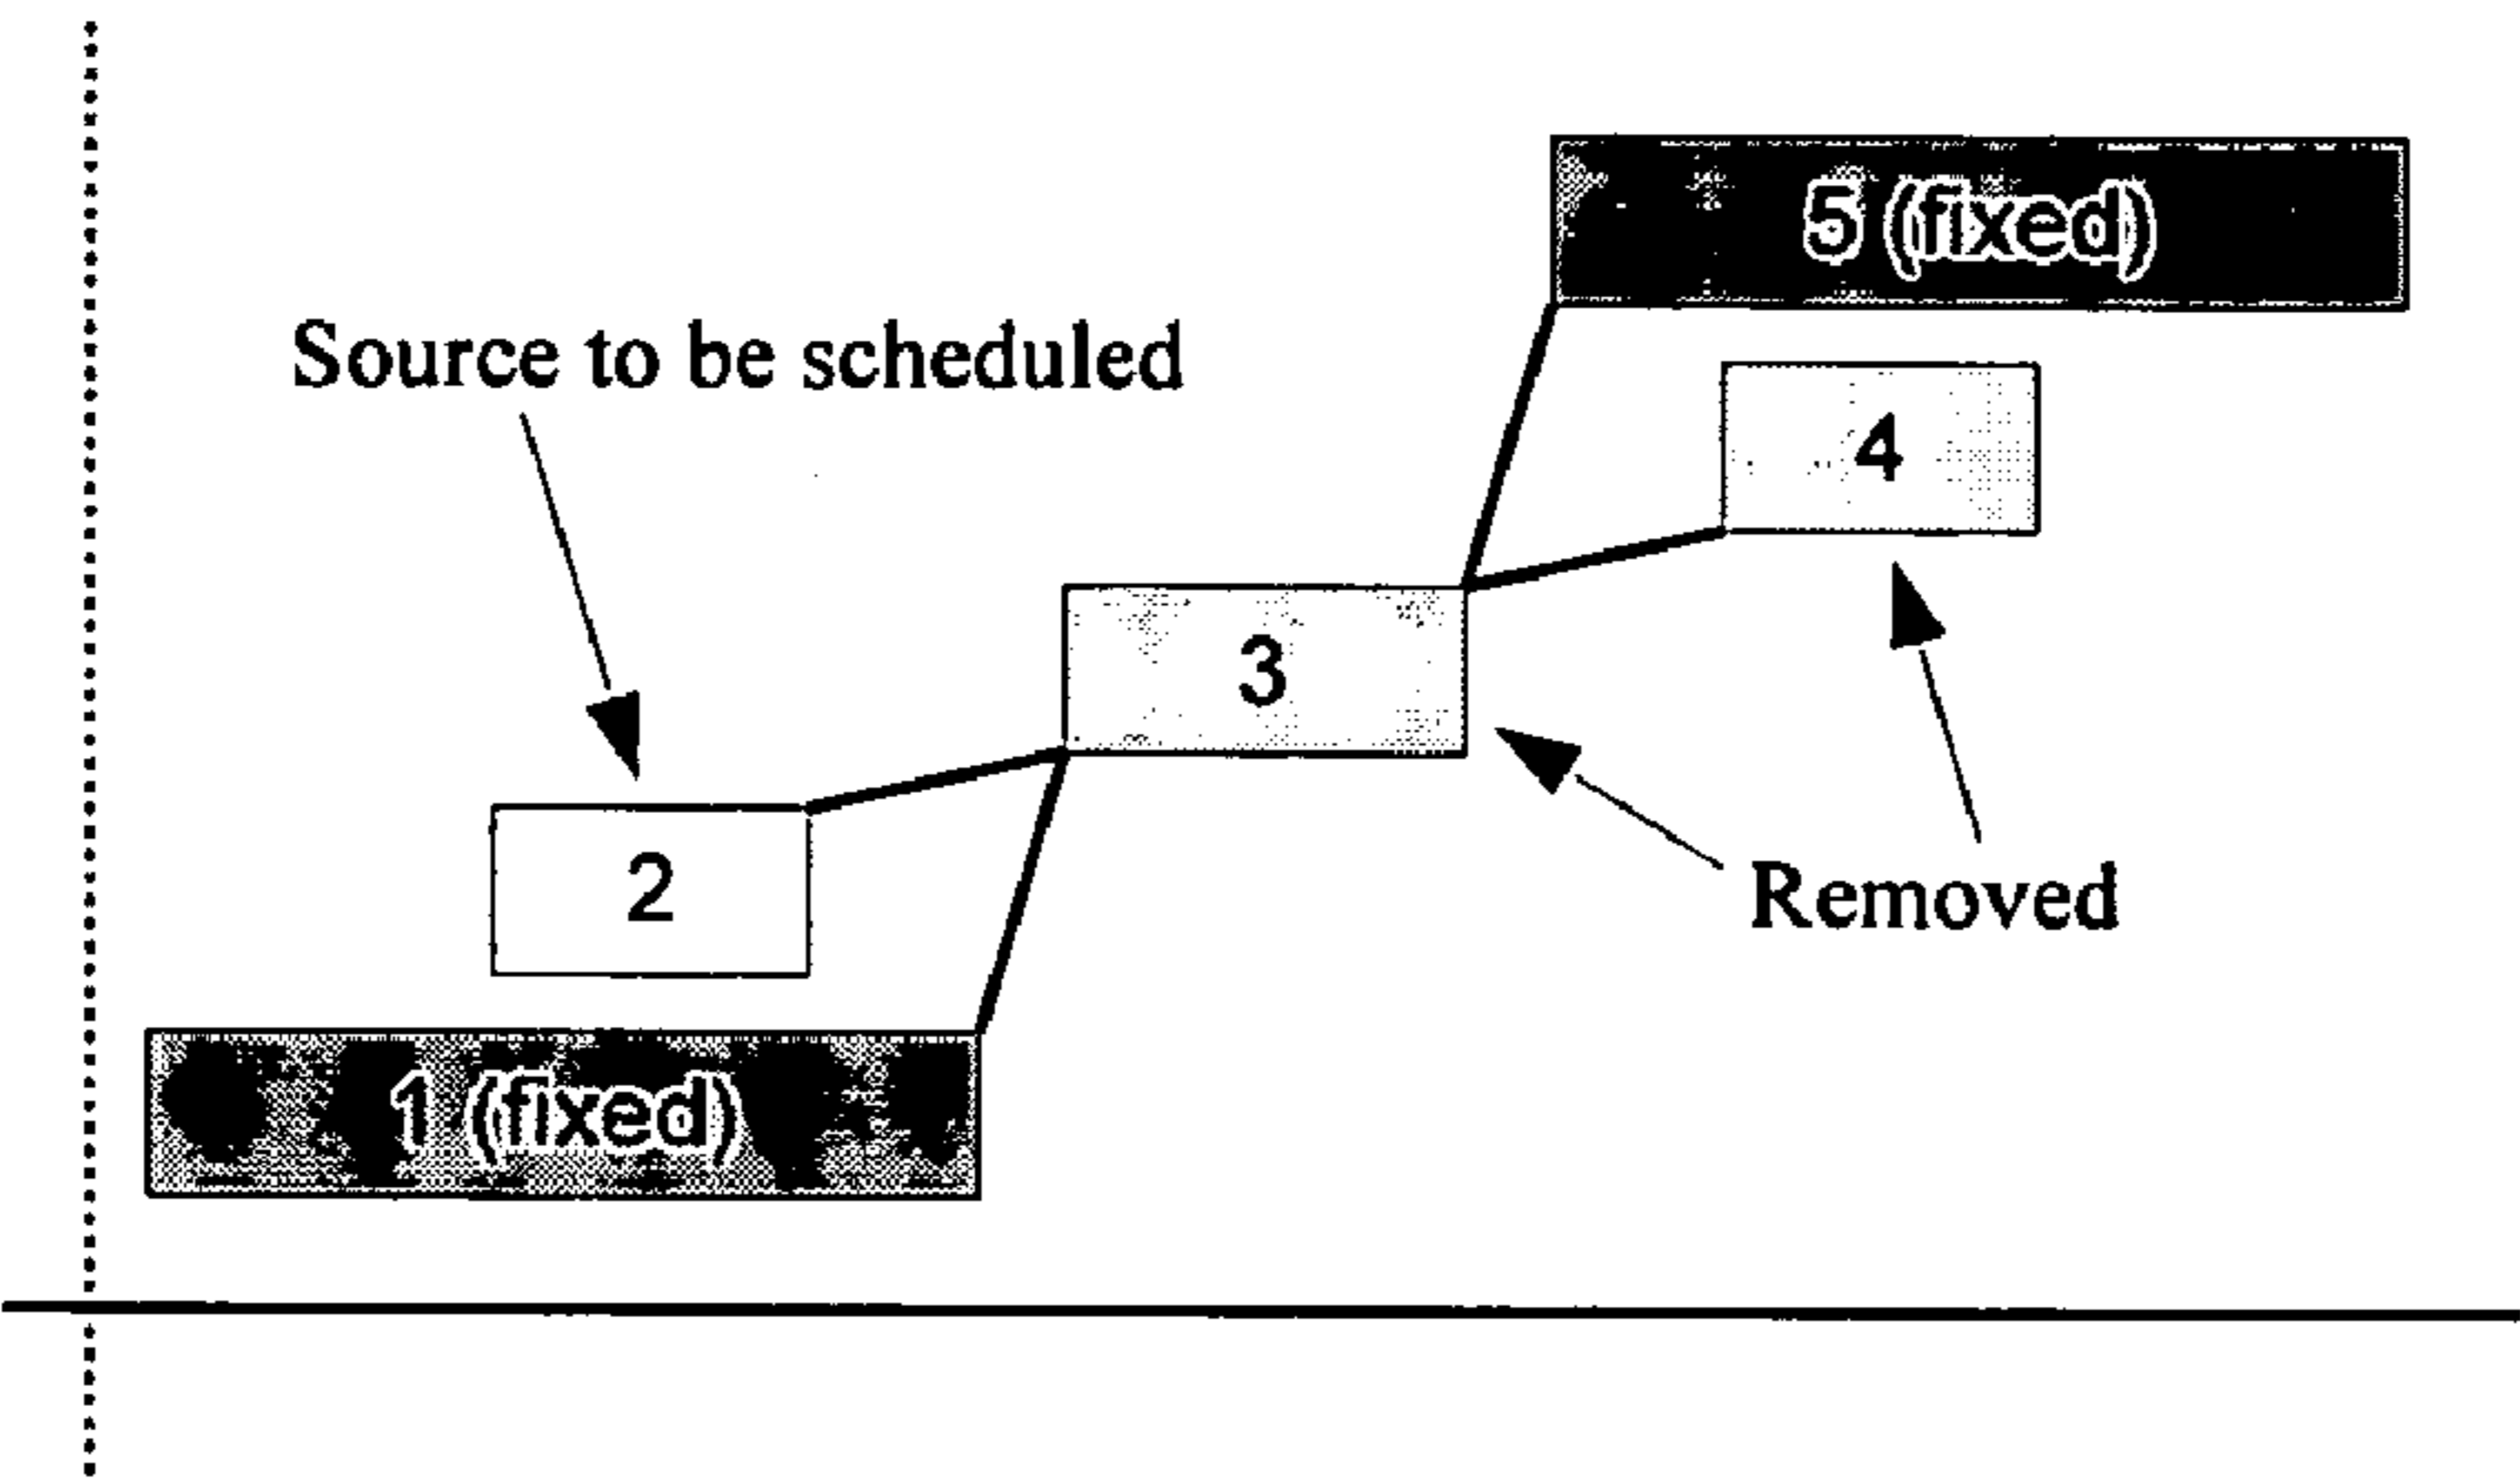 5 (fixed)
Source to be scheduled
4
3
2
Removed
1 (fixed)